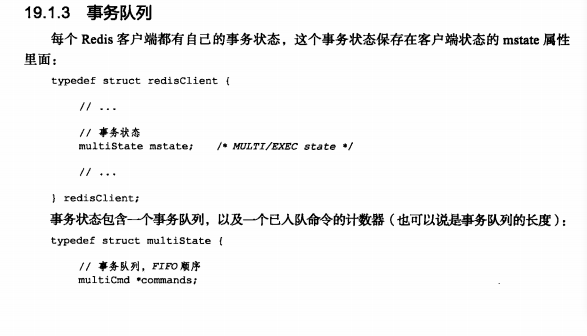 19.1.3 事务队列
每个 Redis 客户端都有自己的事务状态，这个事务状态保存在客户端状态的 mstate 属性
里面：
typedef struct redisClient {
// ...
// 事务状态
multiState mstate; /* MULTI/EXEC state */
// ...
} redisClient;
事务状态包含一个事务队列，以及一个已入队命令的计数器（也可以说是事务队列的长度）：
typedef struct multiState {
// 事务队列，FIFO 顺序
multiCmd *commands;